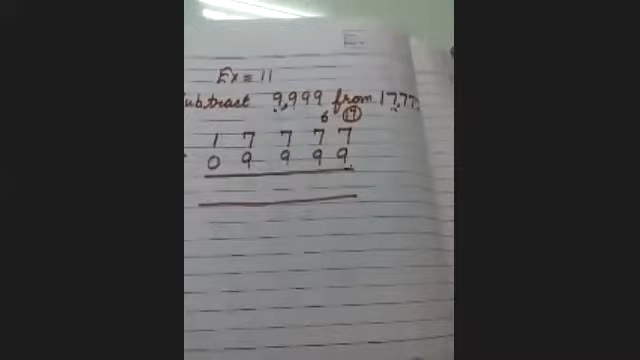 E
Ex = 11
ubtract 9,999 from 17,77
6 17
1 7 7 7 7
0 9 9 9 9